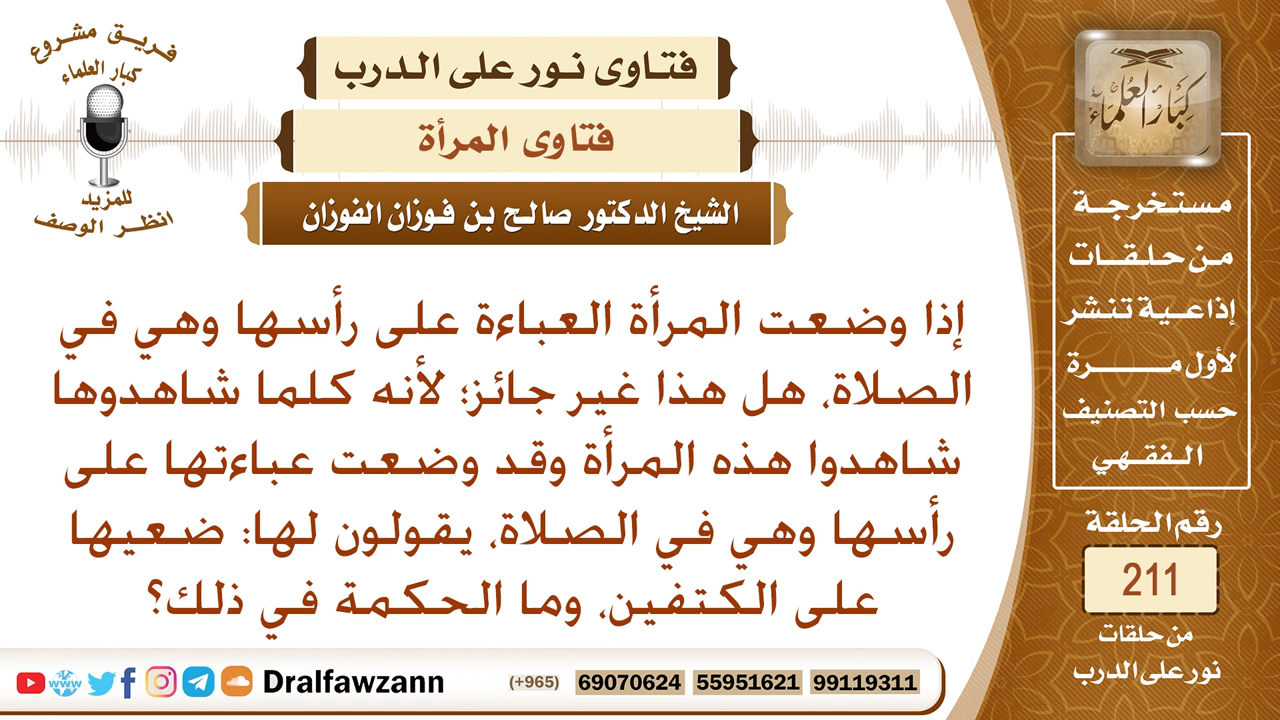 فريق مشروع
كبار العلماء
للمزيد
انظر الوصف
فتاوى نور على الدرب
فتاوى المرأة
الشيخ الدكتور صالح بن فوزان الفوزان
إذا وضعت المرأة العباءة على رأسها وهي في
الصلاة، هل هذا غير جائز؛ لأنه كلما شاهدوها
شاهدوا هذه المرأة وقد وضعت عباءتها على
رأسها وهي في الصلاة، يقولون لها: ضعيها
على الكتفين، وما الحكمة في ذلك؟
كبار العلماء
مستخرجة
من حلقات
إذاعية تنشر
لأول مرة
حسب التصنيف
الفقهي
رقم الحلقة
211
من حلقات
نور على الدرب
www Dralfawzann (+965) 69070624 55951621 99119311